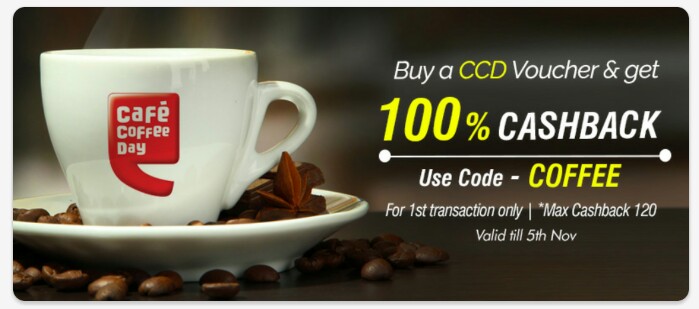 Café
Coffee
Day
Buy a CCD Voucher & get
100% CASHBACK
Use Code - COFFEE
For 1st transaction only | *Max Cashback 120
Valid till 5th Nov